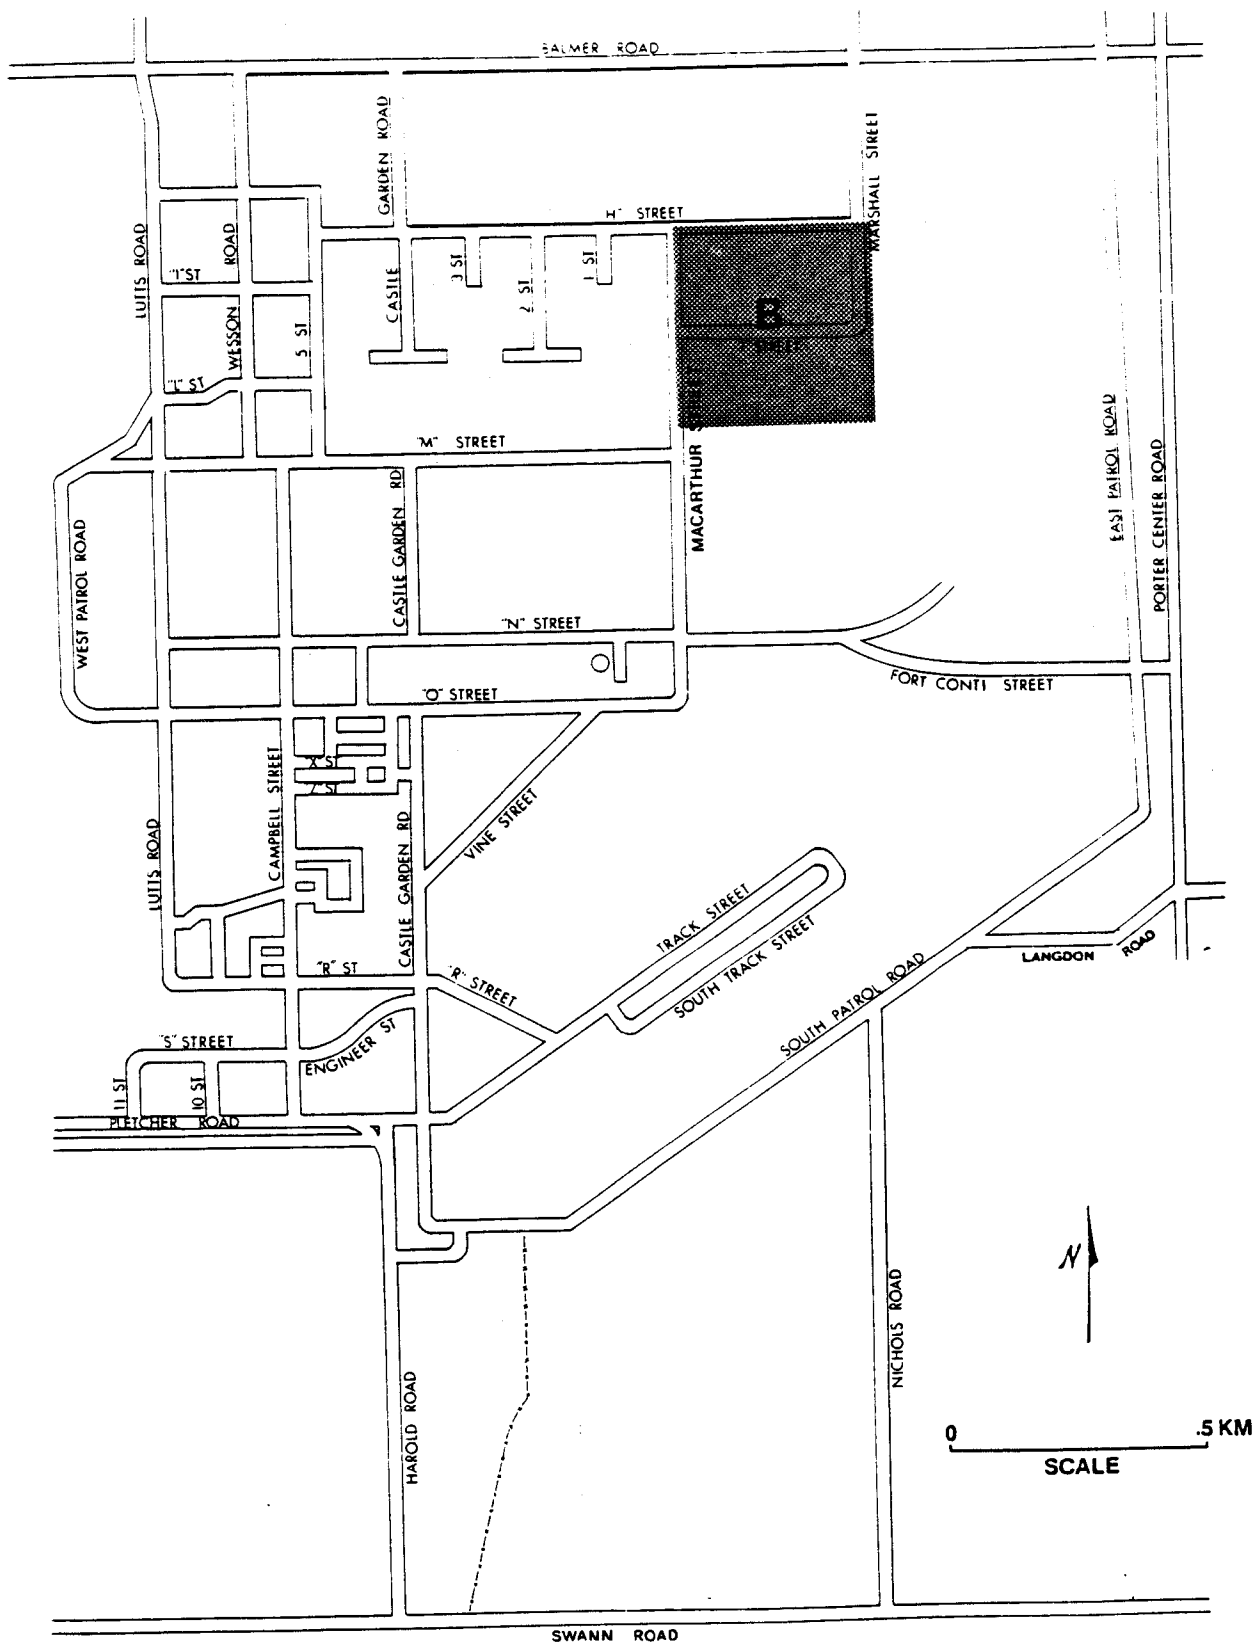 BALMER ROAD
GARDEN ROAD
MARSHALL STREET
"H" STREET
LUTTS ROAD
ROAD
"I" ST
WESSON
5 ST
CASTLE
3 ST
2 ST
1 ST
B
"L" ST
"M" STREET
MACARTHUR STREET
EAST PATROL ROAD
PORTER CENTER ROAD
CASTLE GARDEN RD
WEST PATROL ROAD
"N" STREET
"O" STREET
FORT CONTI STREET
"X" ST
"Z" ST
CAMPBELL STREET
LUTTS ROAD
VINE STREET
CASTLE GARDEN RD
TRACK STREET
SOUTH TRACK STREET
"R" ST
"R" STREET
SOUTH PATROL ROAD
LANGDON ROAD
"S" STREET
ENGINEER ST
11 ST
10 ST
PLETCHER ROAD
N
NICHOLS ROAD
HAROLD ROAD
0 .5 KM
SCALE
SWANN ROAD